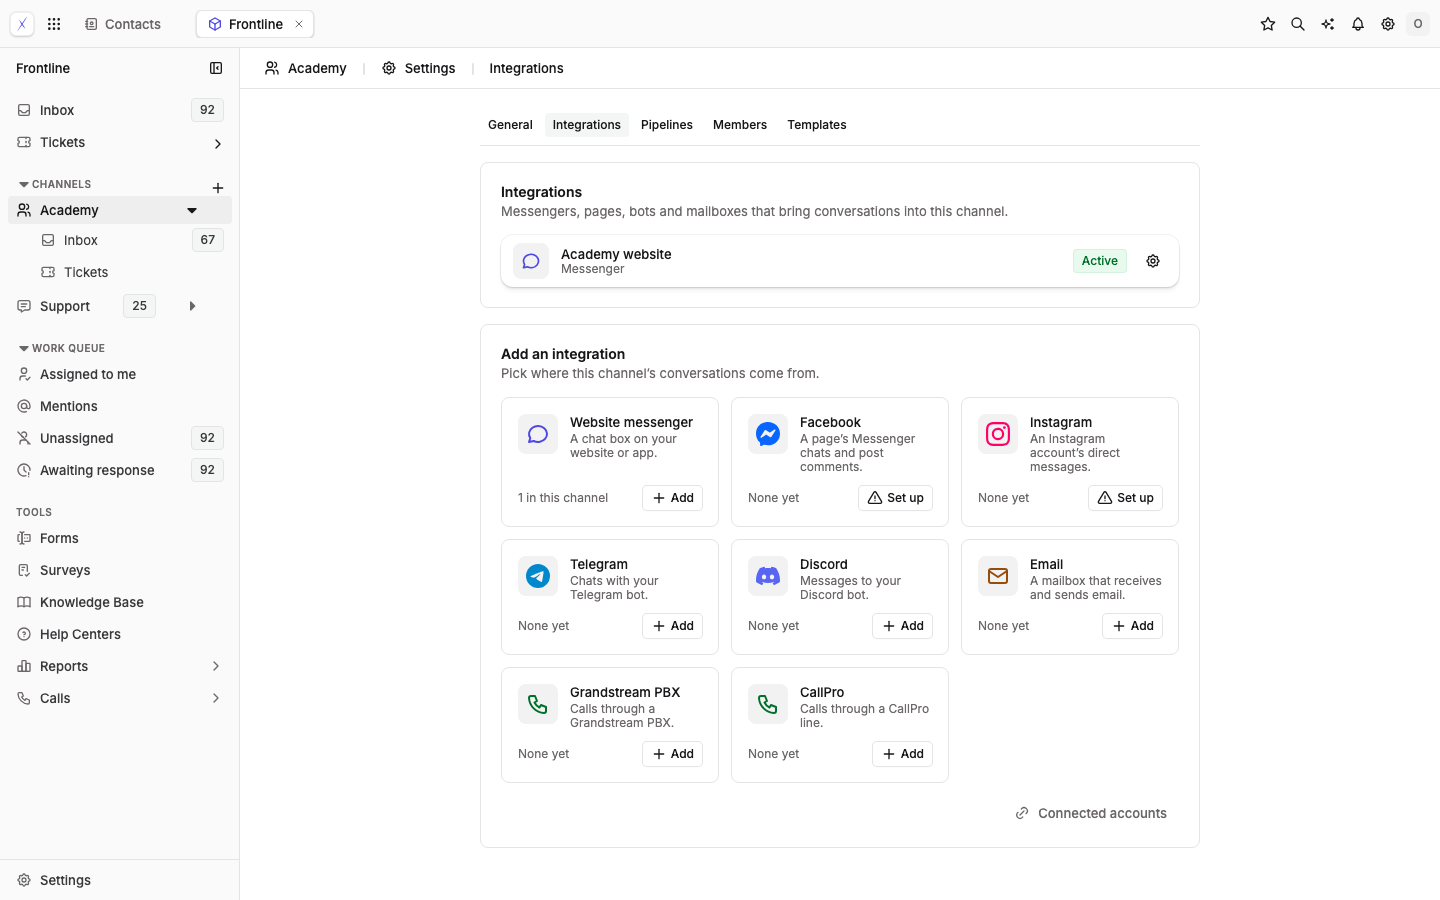 Contacts
Frontline
O
Frontline
Academy
Settings
Integrations
Inbox
92
Tickets
CHANNELS
Academy
Inbox
67
Tickets
Support
25
WORK QUEUE
Assigned to me
Mentions
Unassigned
92
Awaiting response
92
TOOLS
Forms
Surveys
Knowledge Base
Help Centers
Reports
Calls
Settings
General
Integrations
Pipelines
Members
Templates
Integrations
Messengers, pages, bots and mailboxes that bring conversations into this channel.
Academy website
Messenger
Active
Add an integration
Pick where this channel’s conversations come from.
Website messenger
A chat box on your
website or app.
1 in this channel
Add
Facebook
A page’s Messenger
chats and post
comments.
None yet
Set up
Instagram
An Instagram
account’s direct
messages.
None yet
Set up
Telegram
Chats with your
Telegram bot.
None yet
Add
Discord
Messages to your
Discord bot.
None yet
Add
Email
A mailbox that receives
and sends email.
None yet
Add
Grandstream PBX
Calls through a
Grandstream PBX.
None yet
Add
CallPro
Calls through a CallPro
line.
None yet
Add
Connected accounts